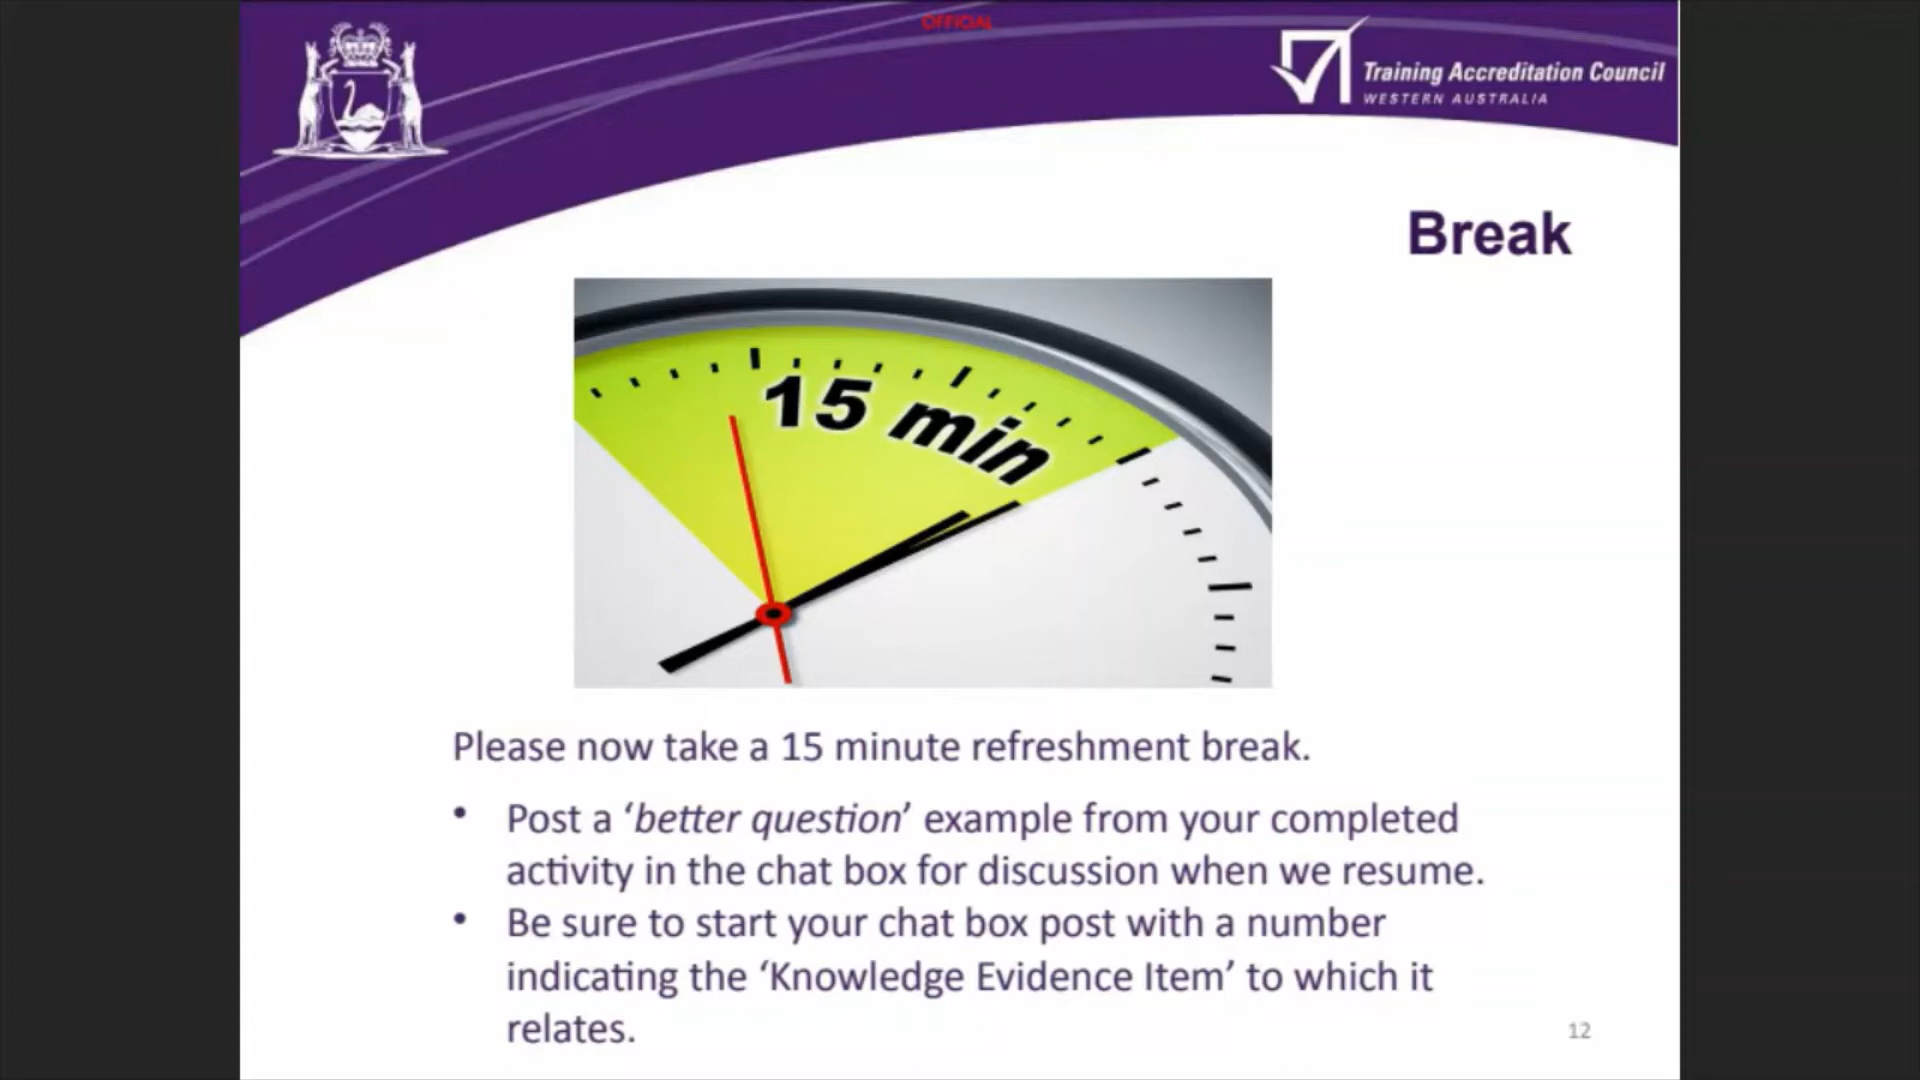 OFFICIAL
Training Accreditation Council
WESTERN AUSTRALIA
Break
15 min
Please now take a 15 minute refreshment break.
• Post a ‘better question’ example from your completed
activity in the chat box for discussion when we resume.
• Be sure to start your chat box post with a number
indicating the ‘Knowledge Evidence Item’ to which it
relates.
12